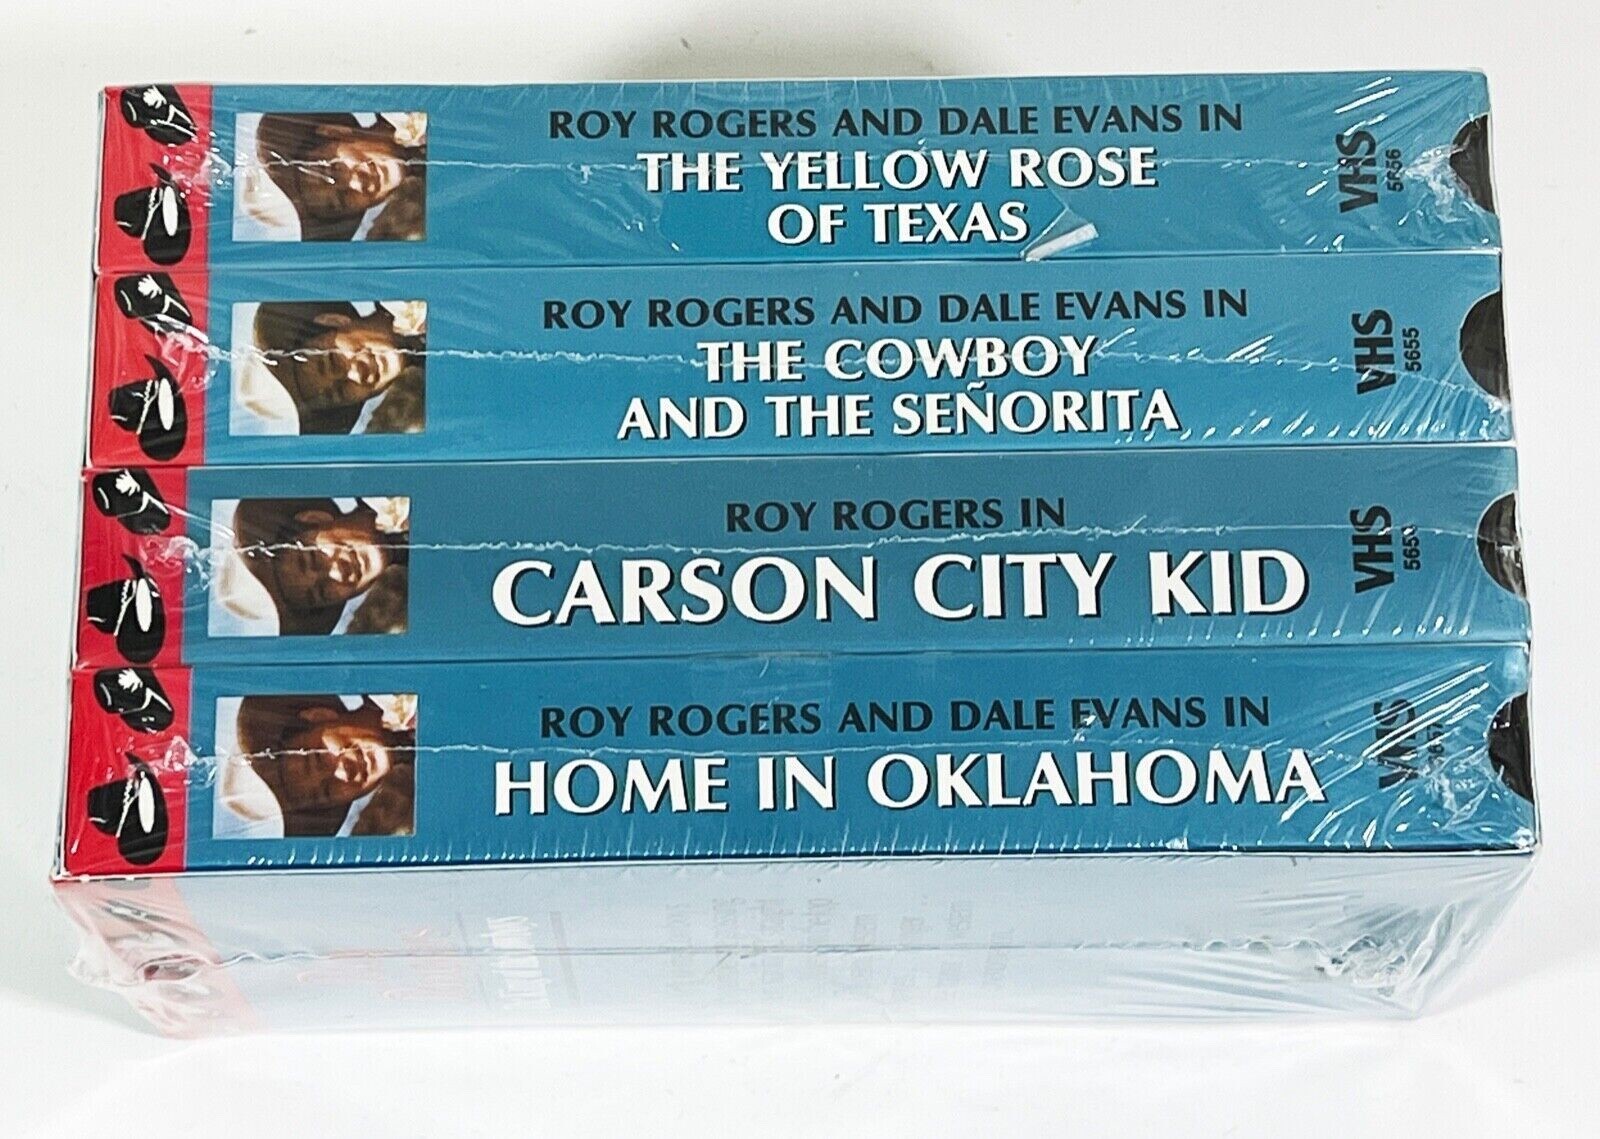 ROY ROGERS AND DALE EVANS IN
THE YELLOW ROSE
OF TEXAS
VHS
5656
ROY ROGERS AND DALE EVANS IN
THE COWBOY
AND THE SEÑORITA
VHS
5655
ROY ROGERS IN
CARSON CITY KID
VHS
ROY ROGERS AND DALE EVANS IN
HOME IN OKLAHOMA
VHS